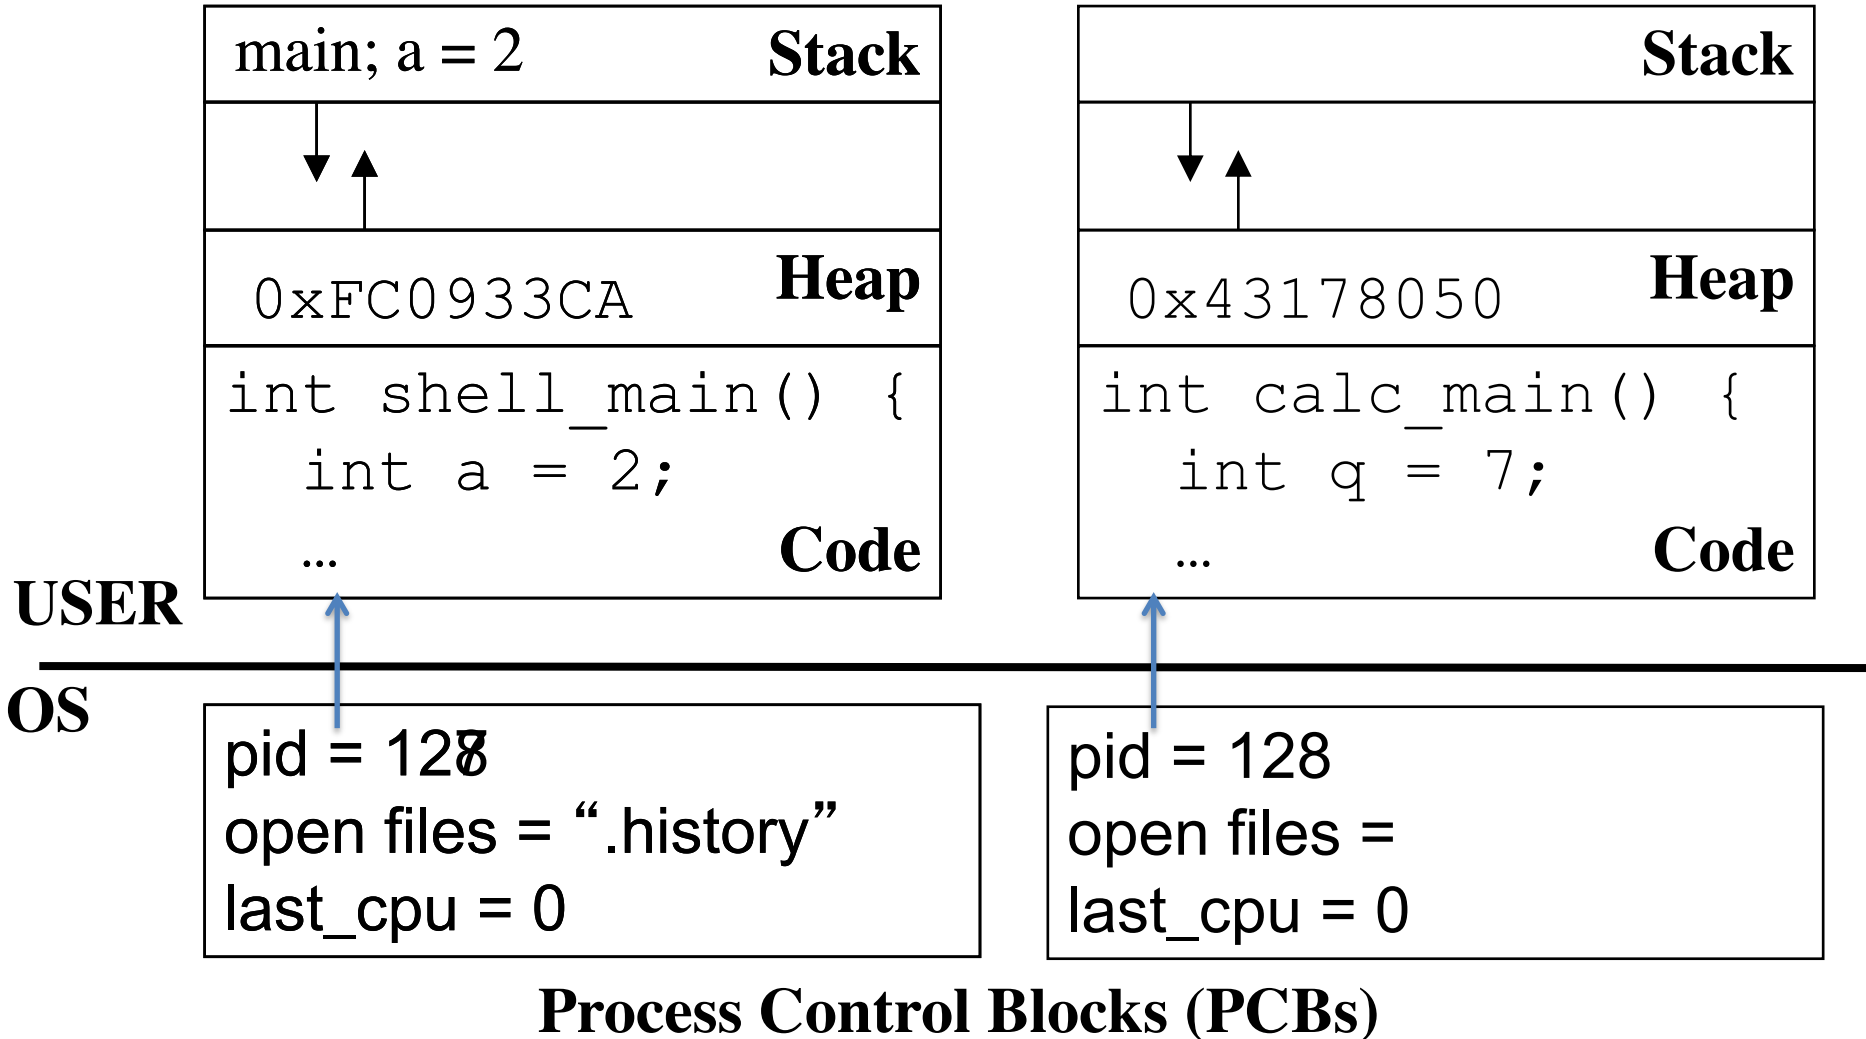 main; a = 2 Stack
0xFC0933CA Heap
int shell_main() {
int a = 2;
… Code
Stack
0x43178050 Heap
int calc_main() {
int q = 7;
… Code
USER
OS
pid =
open files = “.history”
last_cpu = 0
pid = 128
open files =
last_cpu = 0
Process Control Blocks (PCBs)